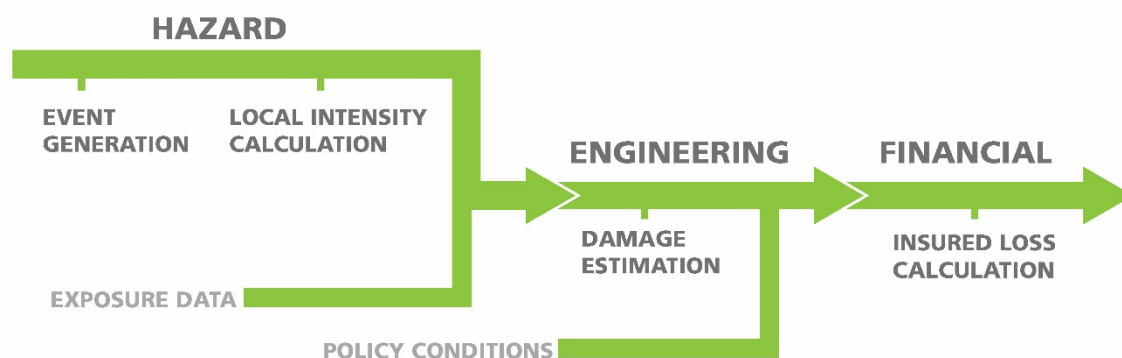 HAZARD
EVENT
GENERATION
LOCAL INTENSITY
CALCULATION
ENGINEERING
FINANCIAL
DAMAGE
ESTIMATION
INSURED LOSS
CALCULATION
EXPOSURE DATA
POLICY CONDITIONS